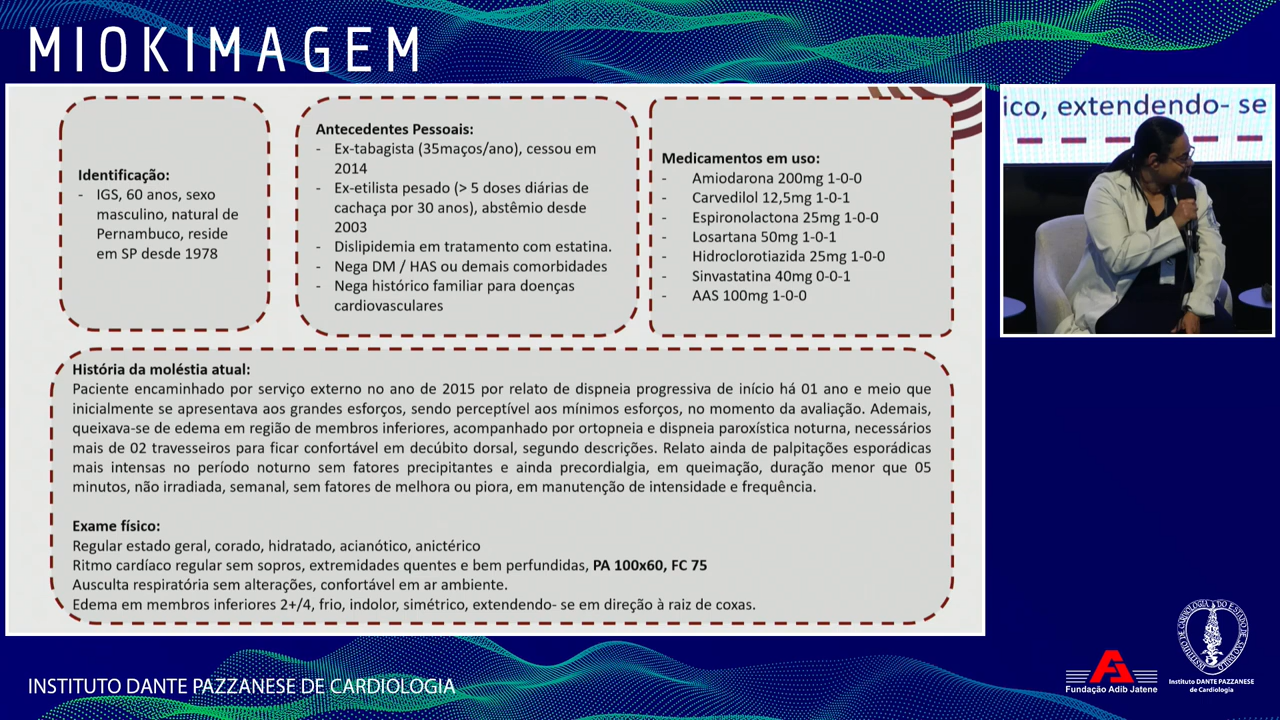 MIOKIMAGEM
Identificação:
- IGS, 60 anos, sexo
masculino, natural de
Pernambuco, reside
em SP desde 1978
Antecedentes Pessoais:
- Ex-tabagista (35maços/ano), cessou em
2014
- Ex-etilista pesado (> 5 doses diárias de
cachaça por 30 anos), abstêmio desde
2003
- Dislipidemia em tratamento com estatina.
- Nega DM / HAS ou demais comorbidades
- Nega histórico familiar para doenças
cardiovasculares
Medicamentos em uso:
- Amiodarona 200mg 1-0-0
- Carvedilol 12,5mg 1-0-1
- Espironolactona 25mg 1-0-0
- Losartana 50mg 1-0-1
- Hidroclorotiazida 25mg 1-0-0
- Sinvastatina 40mg 0-0-1
- AAS 100mg 1-0-0
ico, extendendo- se
História da moléstia atual:
Paciente encaminhado por serviço externo no ano de 2015 por relato de dispneia progressiva de início há 01 ano e meio que
inicialmente se apresentava aos grandes esforços, sendo perceptível aos mínimos esforços, no momento da avaliação. Ademais,
queixava-se de edema em região de membros inferiores, acompanhado por ortopneia e dispneia paroxística noturna, necessários
mais de 02 travesseiros para ficar confortável em decúbito dorsal, segundo descrições. Relato ainda de palpitações esporádicas
mais intensas no período noturno sem fatores precipitantes e ainda precordialgia, em queimação, duração menor que 05
minutos, não irradiada, semanal, sem fatores de melhora ou piora, em manutenção de intensidade e frequência.
Exame físico:
Regular estado geral, corado, hidratado, acianótico, anictérico
Ritmo cardíaco regular sem sopros, extremidades quentes e bem perfundidas, PA 100x60, FC 75
Ausculta respiratória sem alterações, confortável em ar ambiente.
Edema em membros inferiores 2+/4, frio, indolor, simétrico, extendendo- se em direção à raiz de coxas.
INSTITUTO DANTE PAZZANESE DE CARDIOLOGIA
Fundação Adib Jatene
INSTITUTO DE CARDIOLOGIA DO ESTADO DE SÃO PAULO
Instituto DANTE PAZZANESE
de Cardiologia